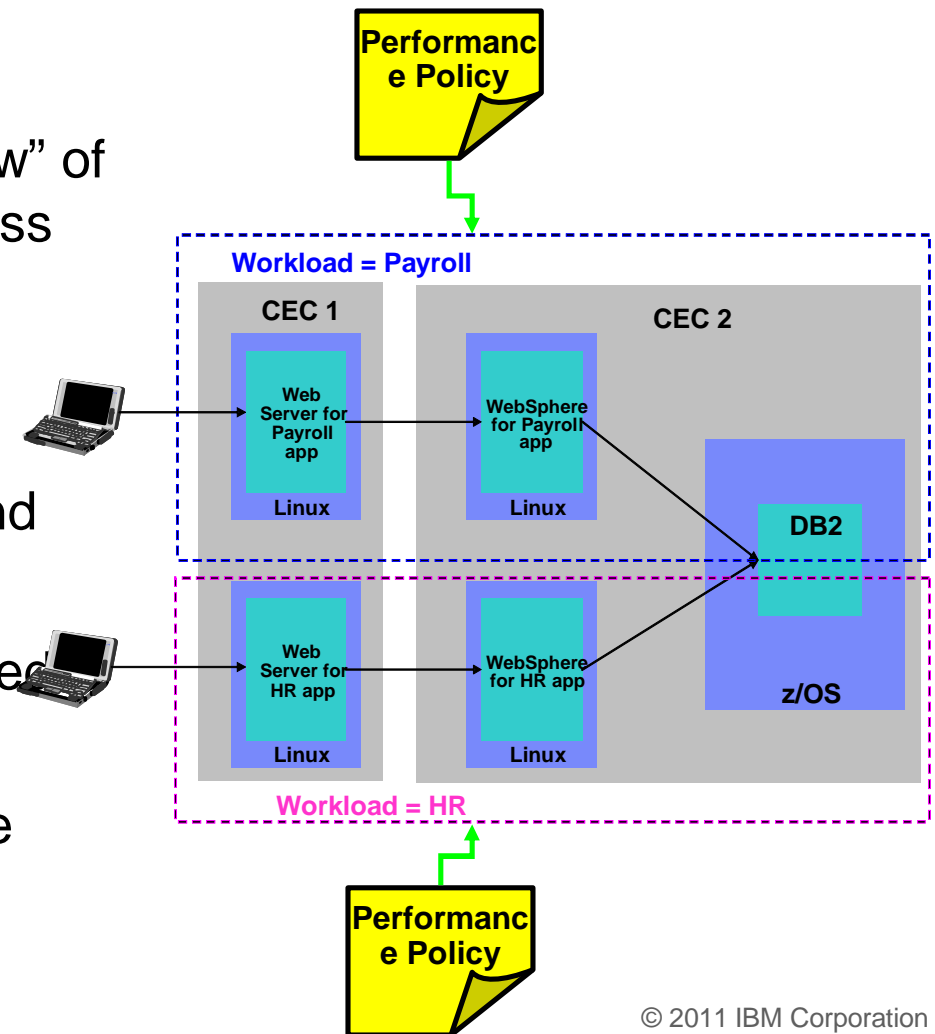 Performanc
e Policy
w” of
ss
Workload = Payroll
CEC 1
CEC 2
Web
Server for
Payroll
app
Linux
WebSphere
for Payroll
app
Linux
nd
DB2
Web
Server for
HR app
Linux
WebSphere
for HR app
Linux
z/OS
Workload = HR
e
Performanc
e Policy
© 2011 IBM Corporation